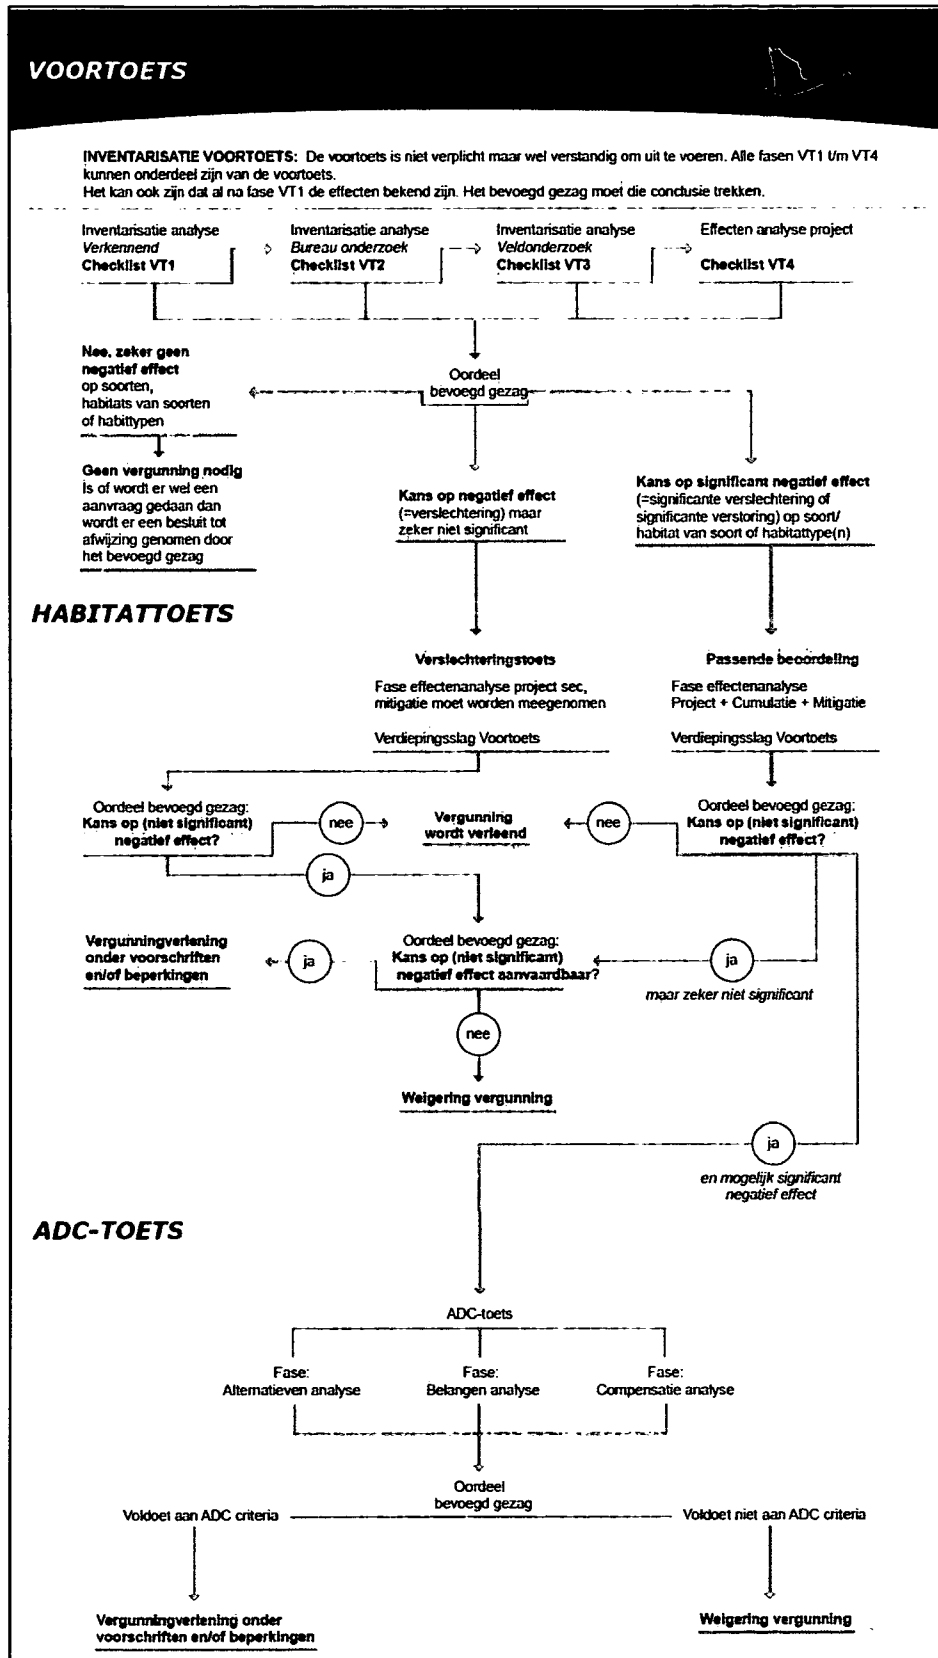 VOORTOETS
INVENTARISATIE VOORTOETS: De voortoets is niet verplicht maar wel verstandig om uit te voeren. Alle fasen VT1 t/m VT4
kunnen onderdeel zijn van de voortoets.
Het kan ook zijn dat al na fase VT1 de effecten bekend zijn. Het bevoegd gezag moet die conclusie trekken.
Inventarisatie analyse
Verkennend
Checklist VT1
Inventarisatie analyse
Bureau onderzoek
Checklist VT2
Inventarisatie analyse
Veldonderzoek
Checklist VT3
Effecten analyse project
Checklist VT4
Oordeel
bevoegd gezag
Nee, zeker geen
negatief effect
op soorten,
habitats van soorten
of habittypen
Geen vergunning nodig
Is of wordt er wel een
aanvraag gedaan dan
wordt er een besluit tot
afwijzing genomen door
het bevoegd gezag
Kans op negatief effect
(=verslechtering) maar
zeker niet significant
Kans op significant negatief effect
(=significante verslechtering of
significante verstoring) op soort/
habitat van soort of habitattype(n)
HABITATTOETS
Verslechteringstoets
Fase effectenanalyse project sec,
mitigatie moet worden meegenomen
Verdiepingsslag Voortoets
Passende beoordeling
Fase effectenanalyse
Project + Cumulatie + Mitigatie
Verdiepingsslag Voortoets
Oordeel bevoegd gezag:
Kans op (niet significant)
negatief effect?
nee
Vergunning
wordt verleend
nee
Oordeel bevoegd gezag:
Kans op (niet significant)
negatief effect?
ja
Vergunningverlening
onder voorschriften
en/of beperkingen
ja
Oordeel bevoegd gezag:
Kans op (niet significant)
negatief effect aanvaardbaar?
ja
maar zeker niet significant
nee
Weigering vergunning
ja
en mogelijk significant
negatief effect
ADC-TOETS
ADC-toets
Fase:
Alternatieven analyse
Fase:
Belangen analyse
Fase:
Compensatie analyse
Oordeel
bevoegd gezag
Voldoet aan ADC criteria
Voldoet niet aan ADC criteria
Vergunningverlening onder
voorschriften en/of beperkingen
Weigering vergunning